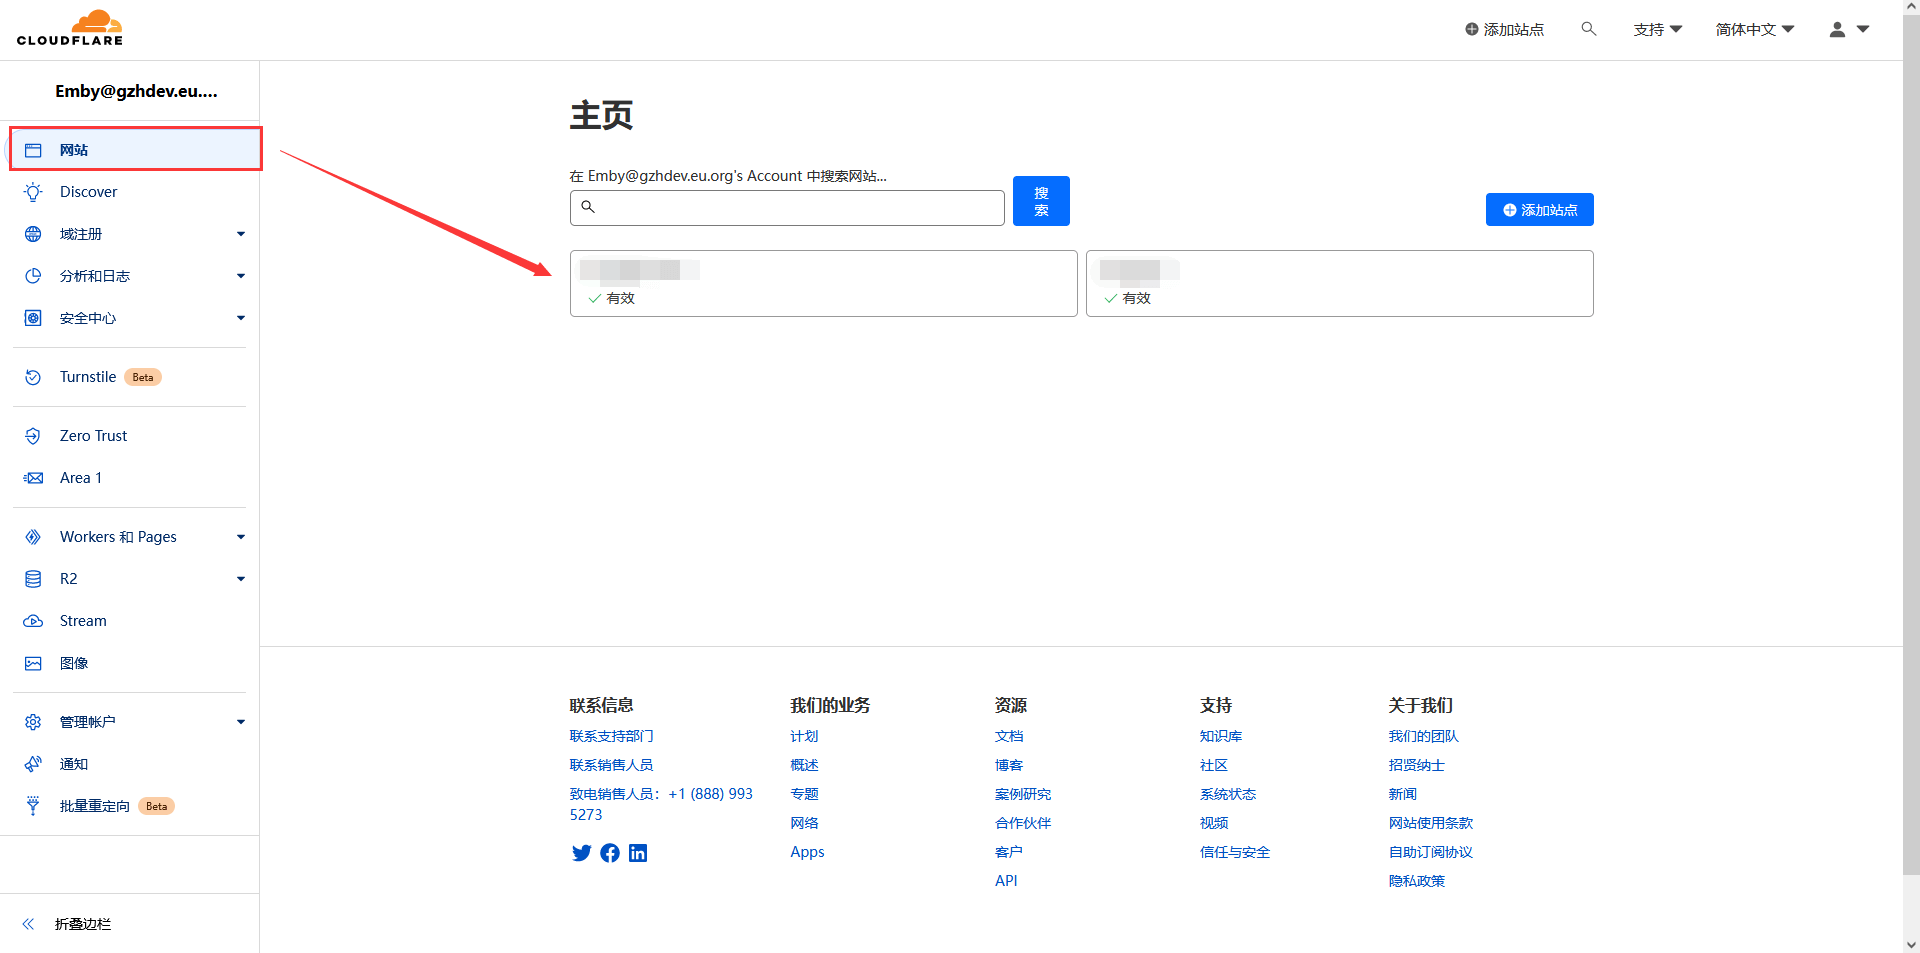 CLOUDFLARE
添加站点
支持
简体中文
Emby@gzhdev.eu....
网站
Discover
域注册
分析和日志
安全中心
Turnstile Beta
Zero Trust
Area 1
Workers 和 Pages
R2
Stream
图像
管理帐户
通知
批量重定向 Beta
折叠边栏
主页
在 Emby@gzhdev.eu.org's Account 中搜索网站...
搜
索
添加站点
有效
有效
联系信息
联系支持部门
联系销售人员
致电销售人员：+1 (888) 993
5273
我们的业务
计划
概述
专题
网络
Apps
资源
文档
博客
案例研究
合作伙伴
客户
API
支持
知识库
社区
系统状态
视频
信任与安全
关于我们
我们的团队
招贤纳士
新闻
网站使用条款
自助订阅协议
隐私政策